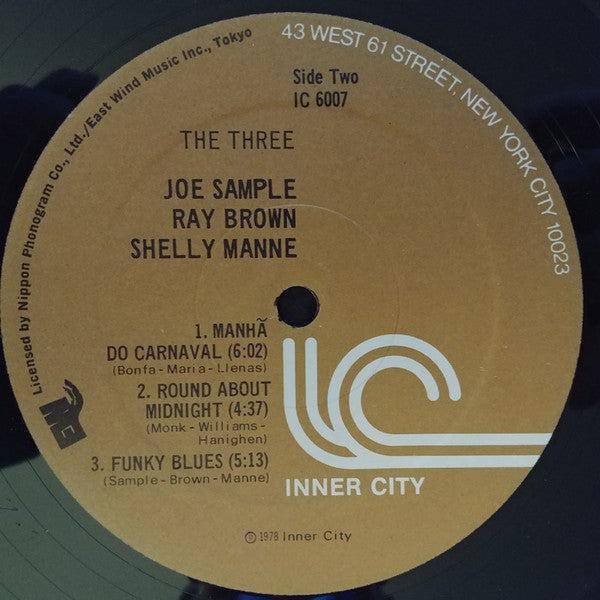 Licensed by Nippon Phonogram Co., Ltd./East Wind Music Inc., Tokyo
43 WEST 61 STREET, NEW YORK CITY 10023
Side Two
IC 6007
THE THREE
JOE SAMPLE
RAY BROWN
SHELLY MANNE
1. MANHÃ
DO CARNAVAL (6:02)
(Bonfa-Maria-Llenas)
2. ROUND ABOUT
MIDNIGHT (4:37)
(Monk-Williams-
Hanighen)
3. FUNKY BLUES (5:13)
(Sample-Brown-Manne)
INNER CITY
Ⓟ 1978 Inner City